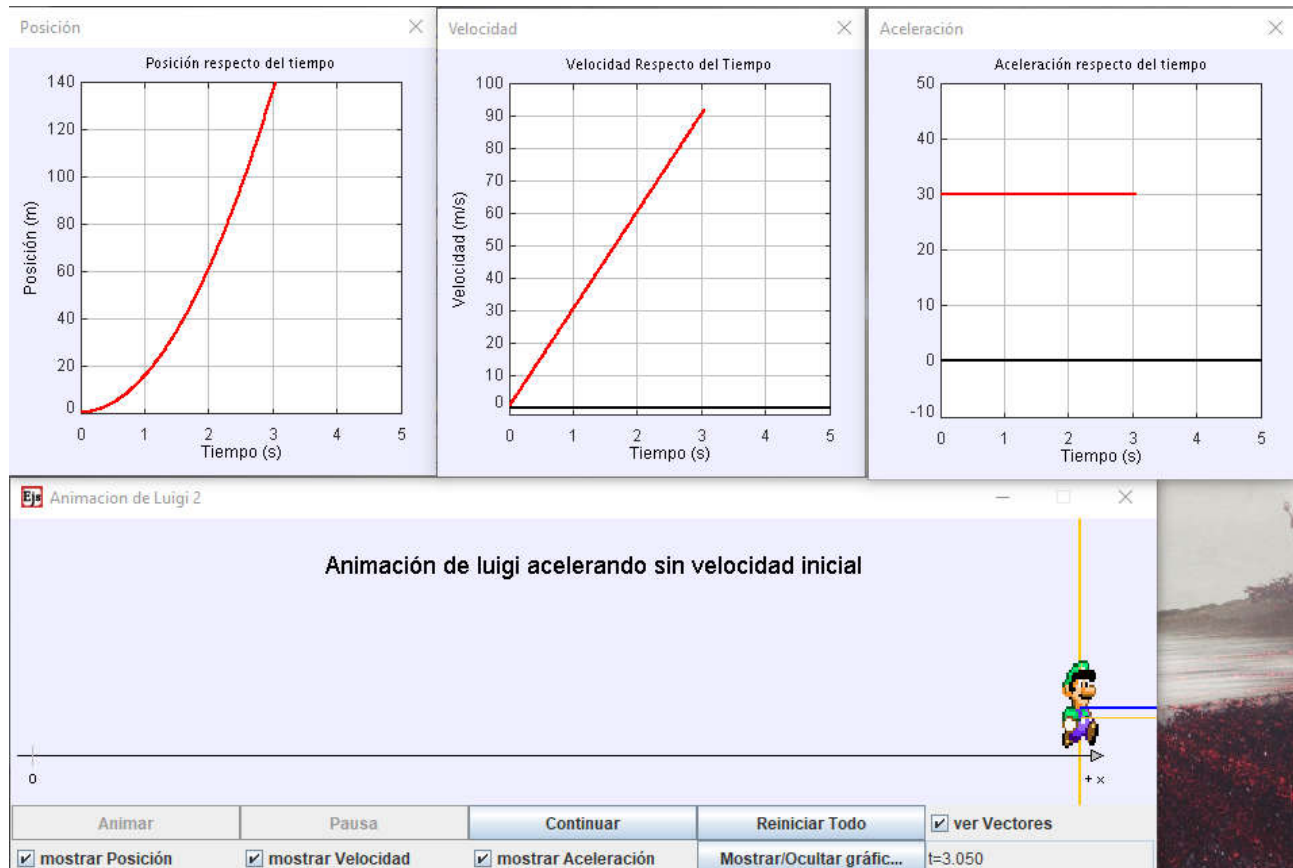 Posición
Posición respecto del tiempo
140
120
100
80
60
40
20
0
Posición (m)
0 1 2 3 4 5
Tiempo (s)
Velocidad
Velocidad Respecto del Tiempo
100
90
80
70
60
50
40
30
20
10
0
Velocidad (m/s)
0 1 2 3 4 5
Tiempo (s)
Aceleración
Aceleración respecto del tiempo
50
40
30
20
10
0
-10
0 1 2 3 4 5
Tiempo (s)
Ejs Animacion de Luigi 2
Animación de luigi acelerando sin velocidad inicial
0
+ x
Animar Pausa Continuar Reiniciar Todo ver Vectores
mostrar Posición mostrar Velocidad mostrar Aceleración Mostrar/Ocultar gráfic... t=3.050